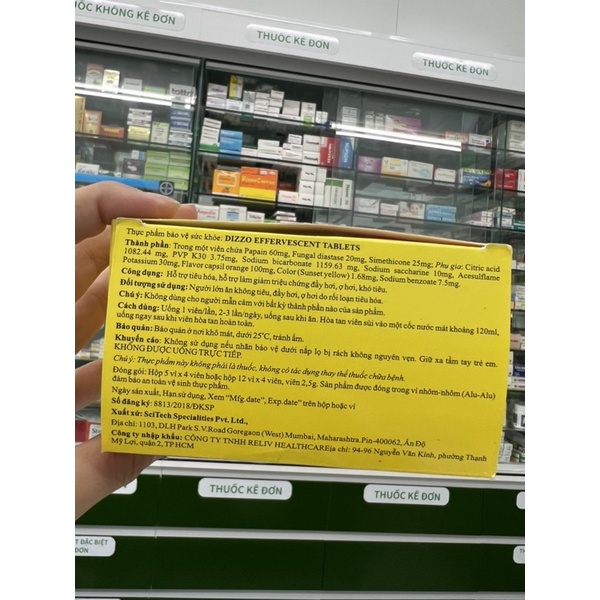 ỐC KHÔNG KÊ ĐƠN
THUỐC KÊ ĐƠN
THUỐC KÊ ĐƠN
Thực phẩm bảo vệ sức khỏe: DIZZO EFFERVESCENT TABLETS
Thành phần: Trong một viên chứa Papain 60mg, Fungal diastase 20mg, Simethicone 25mg; Phụ gia: Citric acid
1082.44 mg, PVP K30 3.75mg, Sodium bicarbonate 1159.63 mg, Sodium saccharine 10mg, Acesulflame
Potassium 30mg, Flavor capsil orange 100mg, Color (Sunset yellow) 1.68mg, Sodium benzoate 7.5mg.
Công dụng: Hỗ trợ tiêu hóa, hỗ trợ làm giảm triệu chứng đầy hơi, ợ hơi, khó tiêu.
Đối tượng sử dụng: Người lớn ăn không tiêu, đầy hơi, ợ hơi do rối loạn tiêu hóa.
Chú ý: Không dùng cho người mẫn cảm với bất kỳ thành phần nào của sản phẩm.
Cách dùng: Uống 1 viên/lần, 2-3 lần/ngày, uống sau khi ăn. Hòa tan viên sủi vào một cốc nước mát khoảng 120ml,
uống ngay sau khi viên hòa tan hoàn toàn.
Bảo quản: Bảo quản ở nơi khô mát, dưới 25°C, tránh ẩm.
Khuyến cáo: Không sử dụng nếu nhãn bảo vệ dưới nắp lọ bị rách không nguyên vẹn. Giữ xa tầm tay trẻ em.
KHÔNG ĐƯỢC UỐNG TRỰC TIẾP.
Chú ý: Thực phẩm này không phải là thuốc, không có tác dụng thay thế thuốc chữa bệnh.
Đóng gói: Hộp 5 vỉ x 4 viên hoặc hộp 12 vỉ x 4 viên, viên 2,5g. Sản phẩm được đóng trong vỉ nhôm-nhôm (Alu-Alu)
đảm bảo an toàn vệ sinh thực phẩm.
Ngày sản xuất, Hạn sử dụng, Xem “Mfg.date”, Exp.date” trên hộp hoặc vỉ
Số đăng ký: 8813/2018/ĐKSP
Xuất xứ: SciTech Specialities Pvt. Ltd.,
Địa chỉ: 1103, DLH Park S.V.Road Goregaon (West) Mumbai, Maharashtra.Pin-400062, Ấn Độ
Công ty nhập khẩu: CÔNG TY TNHH RELIV HEALTHCAREĐịa chỉ: 94-96 Nguyễn Văn Kỉnh, phường Thạnh
Mỹ Lợi, quận 2, TP HCM
THUỐC KÊ ĐƠN
THUỐC KÊ ĐƠN
T ĐẶC BIỆT
ĐƠN